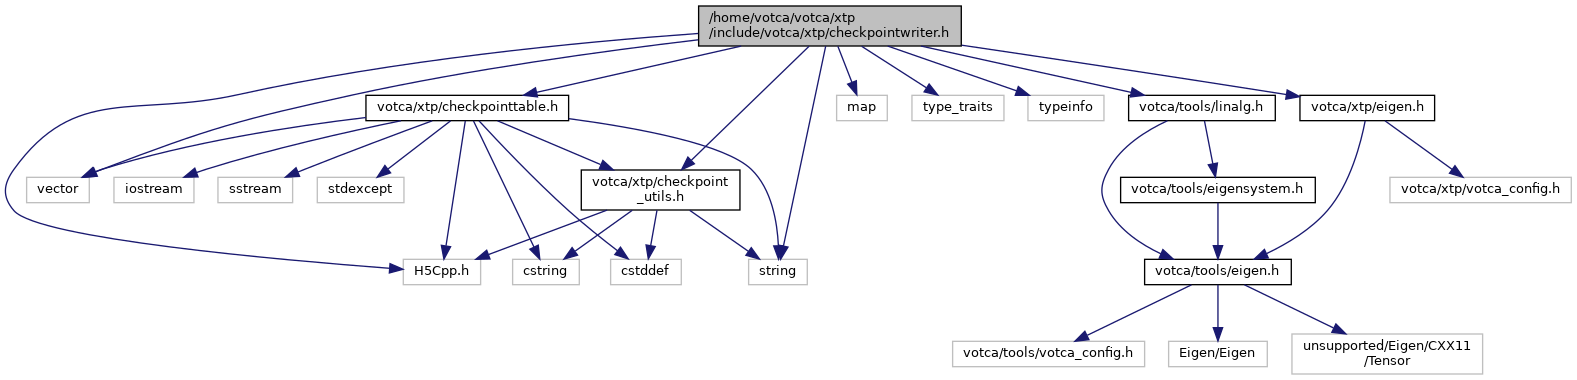 /home/votca/votca/xtp
/include/votca/xtp/checkpointwriter.h
votca/xtp/checkpointtable.h
map
type_traits
typeinfo
votca/tools/linalg.h
votca/xtp/eigen.h
vector
iostream
sstream
stdexcept
votca/xtp/checkpoint
_utils.h
votca/tools/eigensystem.h
votca/xtp/votca_config.h
H5Cpp.h
cstring
cstddef
string
votca/tools/eigen.h
votca/tools/votca_config.h
Eigen/Eigen
unsupported/Eigen/CXX11
/Tensor